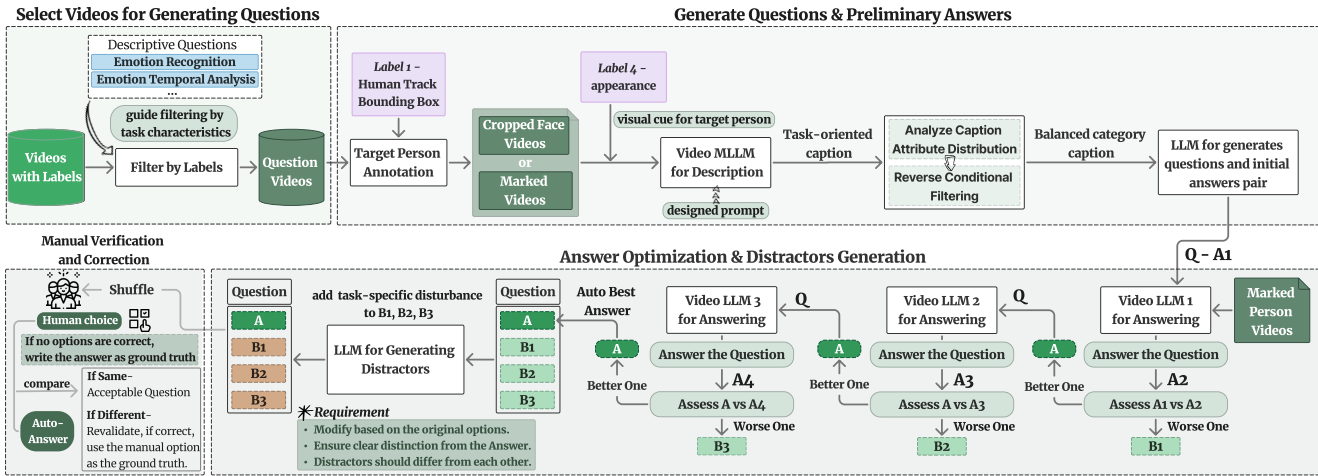 Select Videos for Generating Questions
Descriptive Questions
Emotion Recognition
Emotion Temporal Analysis
...
guide filtering by
task characteristics
Videos
with Labels
Filter by Labels
Question
Videos
Generate Questions & Preliminary Answers
Label 1 -
Human Track
Bounding Box
Target Person
Annotation
Cropped Face
Videos
or
Marked
Videos
Label 4 -
appearance
visual cue for target person
Video MLLM
for Description
designed prompt
Task-oriented
caption
Analyze Caption
Attribute Distribution
Reverse Conditional
Filtering
Balanced category
caption
LLM for generates
questions and initial
answers pair
Q - A1
Answer Optimization & Distractors Generation
Marked
Person
Videos
Video LLM 1
for Answering
Answer the Question
A2
Assess A1 vs A2
Worse One
B1
Better One
A
Q
Video LLM 2
for Answering
Answer the Question
A3
Assess A vs A3
Worse One
B2
Better One
A
Q
Video LLM 3
for Answering
Answer the Question
A4
Assess A vs A4
Worse One
B3
Better One
A
Auto Best
Answer
Question
A
B1
B2
B3
add task-specific disturbance
to B1, B2, B3
LLM for Generating
Distractors
Requirement
• Modify based on the original options.
• Ensure clear distinction from the Answer.
• Distractors should differ from each other.
Question
A
B1
B2
B3
Manual Verification
and Correction
Shuffle
Human choice
If no options are correct,
write the answer as ground truth
compare
Auto-
Answer
If Same-
Acceptable Question
If Different-
Revalidate, if correct,
use the manual option
as the ground truth.